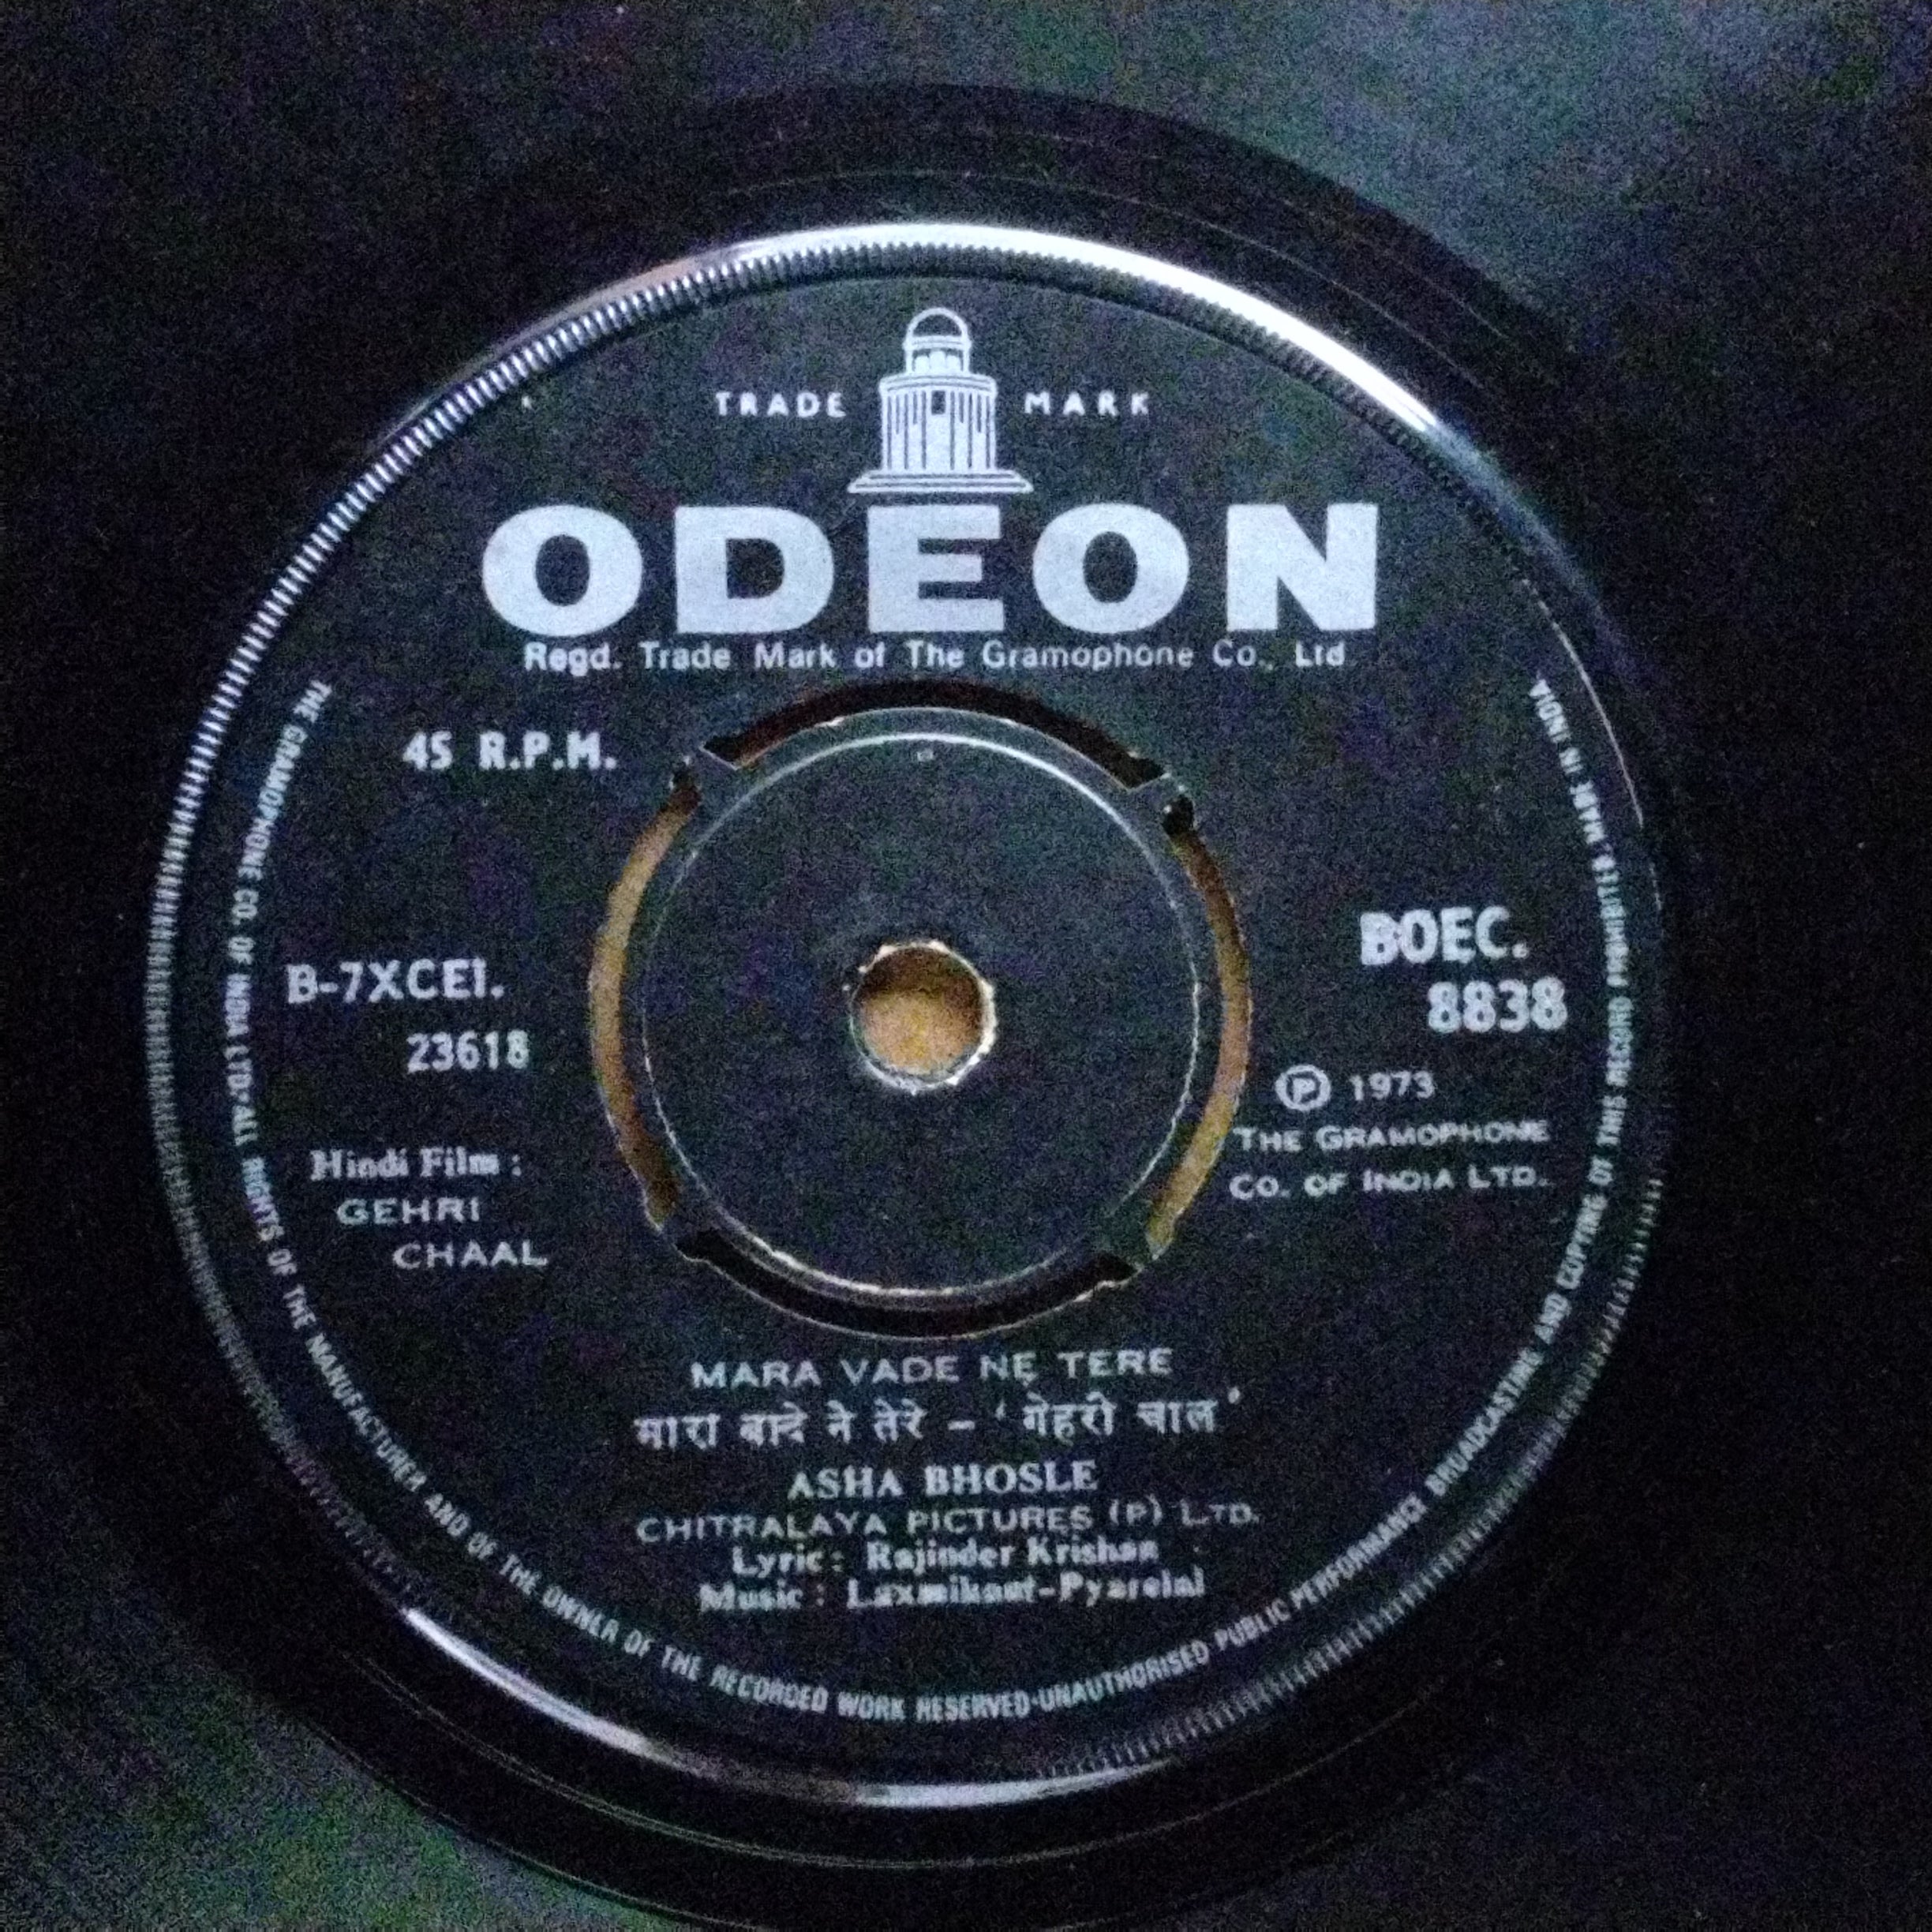 TRADE MARK
ODEON
Regd. Trade Mark of The Gramophone Co., Ltd
45 R.P.M.
B-7XCEI.
23618
BOEC.
8838
Ⓟ 1973
THE GRAMOPHONE
CO. OF INDIA LTD.
Hindi Film :
GEHRI
CHAAL
MARA VADE NE TERE
मारा वादे ने तेरे – 'गेहरी चाल'
ASHA BHOSLE
CHITRALAYA PICTURES (P) LTD.
Lyric : Rajinder Krishan
Music : Laxmikant-Pyarelal
THE GRAMOPHONE CO. OF INDIA LTD-ALL RIGHTS OF THE MANUFACTURER AND OF THE OWNER OF THE RECORDED WORK RESERVED-UNAUTHORISED PUBLIC PERFORMANCE BROADCASTING AND COPYING OF THIS RECORD PROHIBITED. MADE IN INDIA